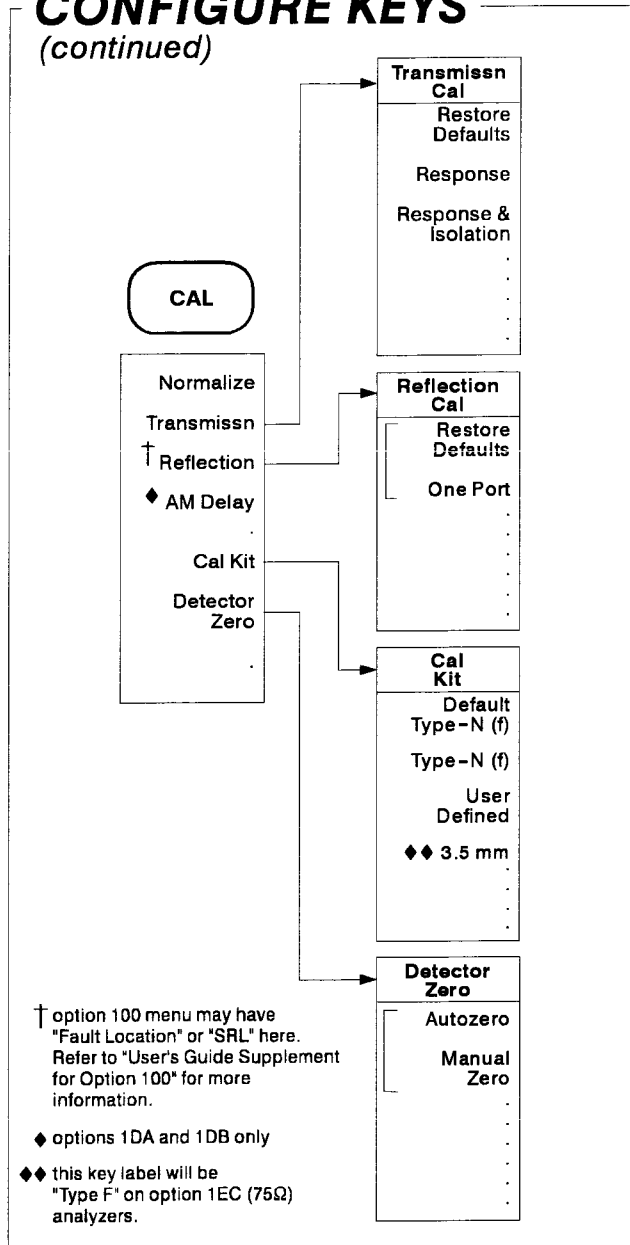 CONFIGURE KEYS
(continued)
CAL
Normalize
Transmissn
† Reflection
♦ AM Delay
.
Cal Kit
Detector
Zero
.
Transmissn
Cal
Restore
Defaults
Response
Response &
Isolation
.
.
.
.
.
Reflection
Cal
Restore
Defaults
One Port
.
.
.
.
.
.
Cal
Kit
Default
Type-N (f)
Type-N (f)
User
Defined
♦♦ 3.5 mm
.
.
.
.
Detector
Zero
Autozero
Manual
Zero
.
.
.
.
.
.
† option 100 menu may have
"Fault Location" or "SRL" here.
Refer to "User's Guide Supplement
for Option 100" for more
information.
♦ options 1DA and 1DB only
♦♦ this key label will be
"Type F" on option 1EC (75Ω)
analyzers.